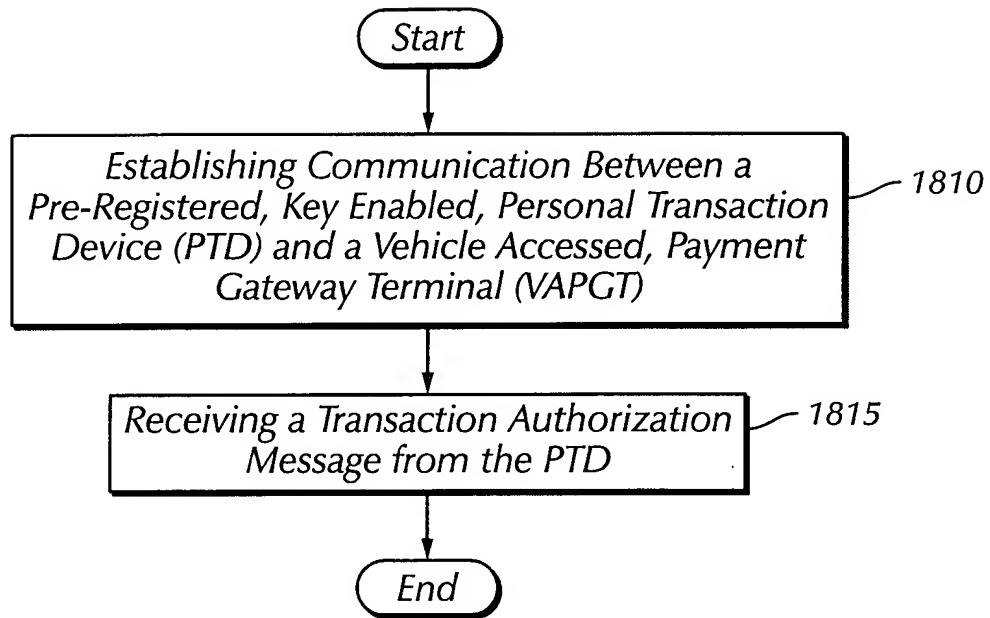 Start
Establishing Communication Between a
Pre-Registered, Key Enabled, Personal Transaction
Device (PTD) and a Vehicle Accessed, Payment
Gateway Terminal (VAPGT)
1810
Receiving a Transaction Authorization
Message from the PTD
1815
End